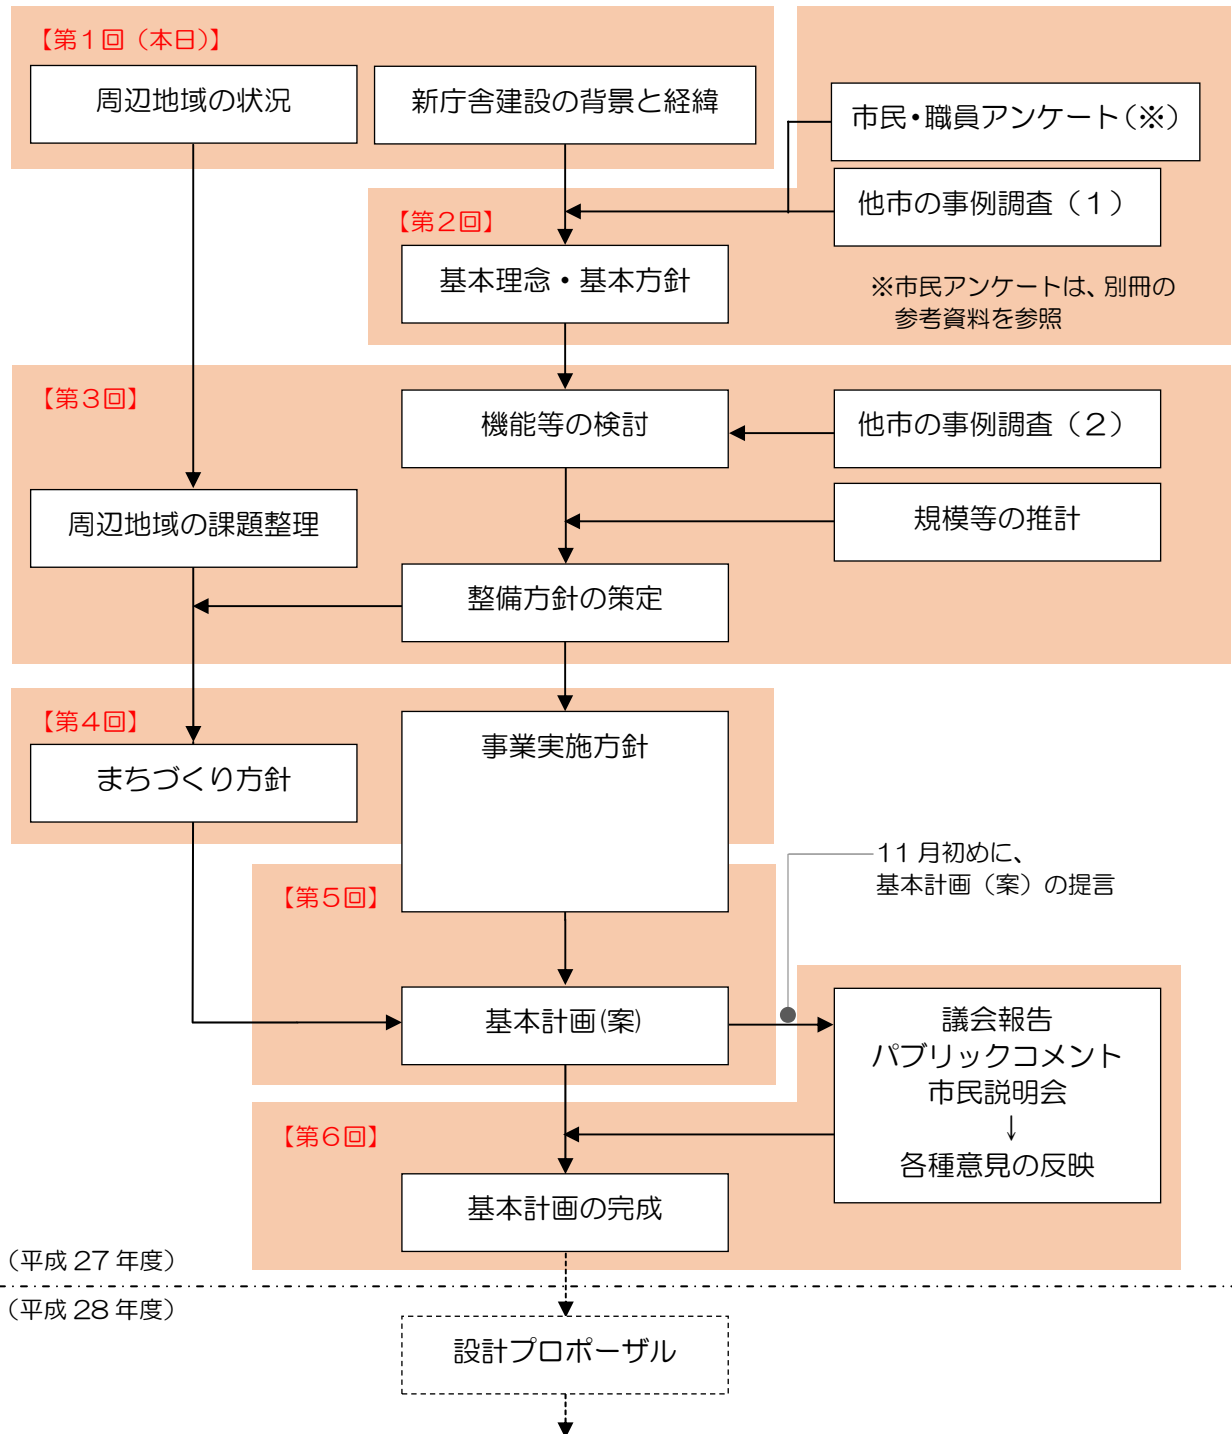 【第１回（本日）】
周辺地域の状況
新庁舎建設の背景と経緯
市民・職員アンケート（※）
他市の事例調査（１）
【第２回】
基本理念・基本方針
※市民アンケートは、別冊の
参考資料を参照
【第３回】
機能等の検討
他市の事例調査（２）
規模等の推計
周辺地域の課題整理
整備方針の策定
【第４回】
事業実施方針
まちづくり方針
11 月初めに、
基本計画（案）の提言
【第５回】
基本計画(案)
議会報告
パブリックコメント
市民説明会
↓
各種意見の反映
【第６回】
基本計画の完成
（平成 27 年度）
（平成 28 年度）
設計プロポーザル